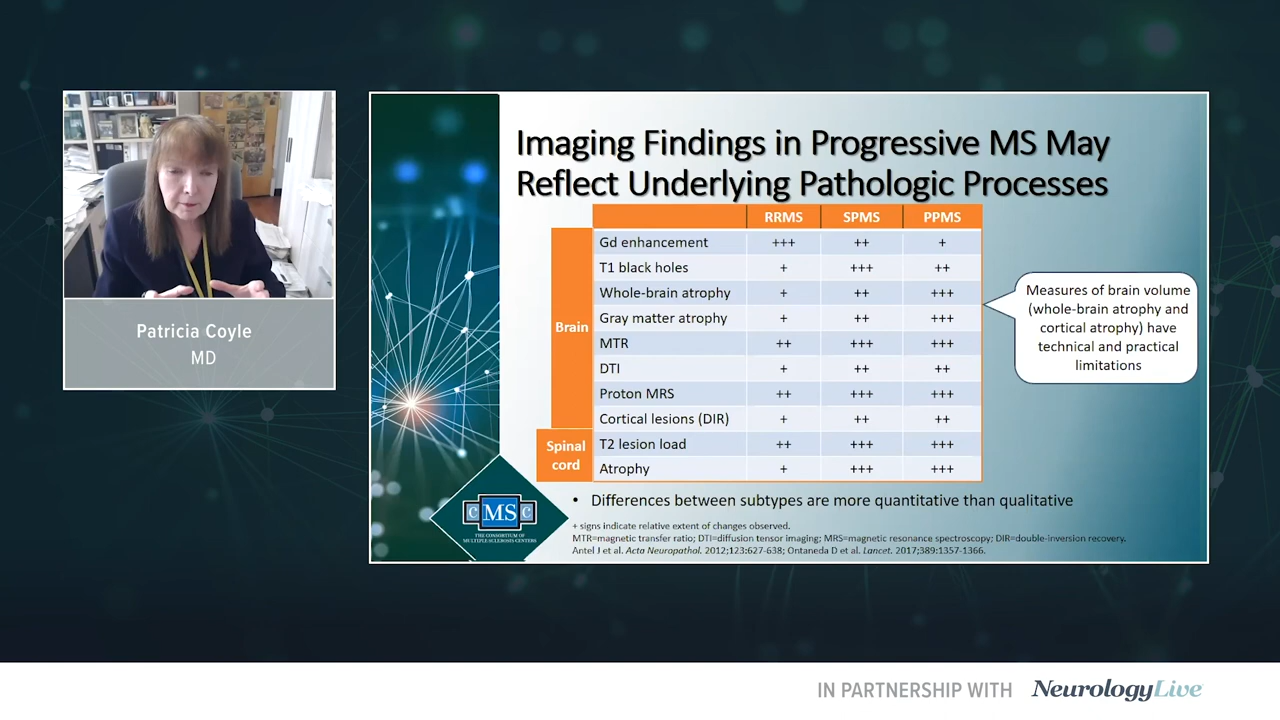 Patricia Coyle
MD
Imaging Findings in Progressive MS May
Reflect Underlying Pathologic Processes
RRMS SPMS PPMS
Brain
Gd enhancement +++ ++ +
T1 black holes + +++ ++
Whole-brain atrophy + ++ +++
Gray matter atrophy + ++ +++
MTR ++ +++ +++
DTI + ++ ++
Proton MRS ++ +++ +++
Cortical lesions (DIR) + ++ ++
Spinal
cord
T2 lesion load ++ +++ +++
Atrophy + +++ +++
Measures of brain volume
(whole-brain atrophy and
cortical atrophy) have
technical and practical
limitations
• Differences between subtypes are more quantitative than qualitative
+ signs indicate relative extent of changes observed.
MTR=magnetic transfer ratio; DTI=diffusion tensor imaging; MRS=magnetic resonance spectroscopy; DIR=double-inversion recovery.
Antel J et al. Acta Neuropathol. 2012;123:627-638; Ontaneda D et al. Lancet. 2017;389:1357-1366.
CMSC
THE CONSORTIUM OF
MULTIPLE SCLEROSIS CENTERS
IN PARTNERSHIP WITH NeurologyLive